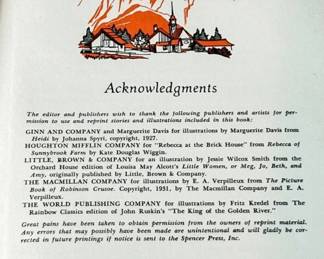 Acknowledgments
The editor and publishers wish to thank the following publishers and artists for per-
mission to use and reprint stories and illustrations included in this book:
GINN AND COMPANY and Marguerite Davis for illustrations by Marguerite Davis from
Heidi by Johanna Spyri, copyright, 1927.
HOUGHTON MIFFLIN COMPANY for "Rebecca at the Brick House" from Rebecca of
Sunnybrook Farm by Kate Douglas Wiggin.
LITTLE, BROWN & COMPANY for an illustration by Jessie Wilcox Smith from the
Orchard House edition of Louisa May Alcott's Little Women, or Meg, Jo, Beth, and
Amy, originally published by Little, Brown & Company.
THE MACMILLAN COMPANY for illustrations by E. A. Verpilleux from The Picture
Book of Robinson Crusoe. Copyright, 1931, by The Macmillan Company and E. A.
Verpilleux.
THE WORLD PUBLISHING COMPANY for illustrations by Fritz Kredel from The
Rainbow Classics edition of John Ruskin's "The King of the Golden River."
Great pains have been taken to obtain permission from the owners of reprint material.
Any errors that may possibly have been made are unintentional and will gladly be cor-
rected in future printings if notice is sent to the Spencer Press, Inc.